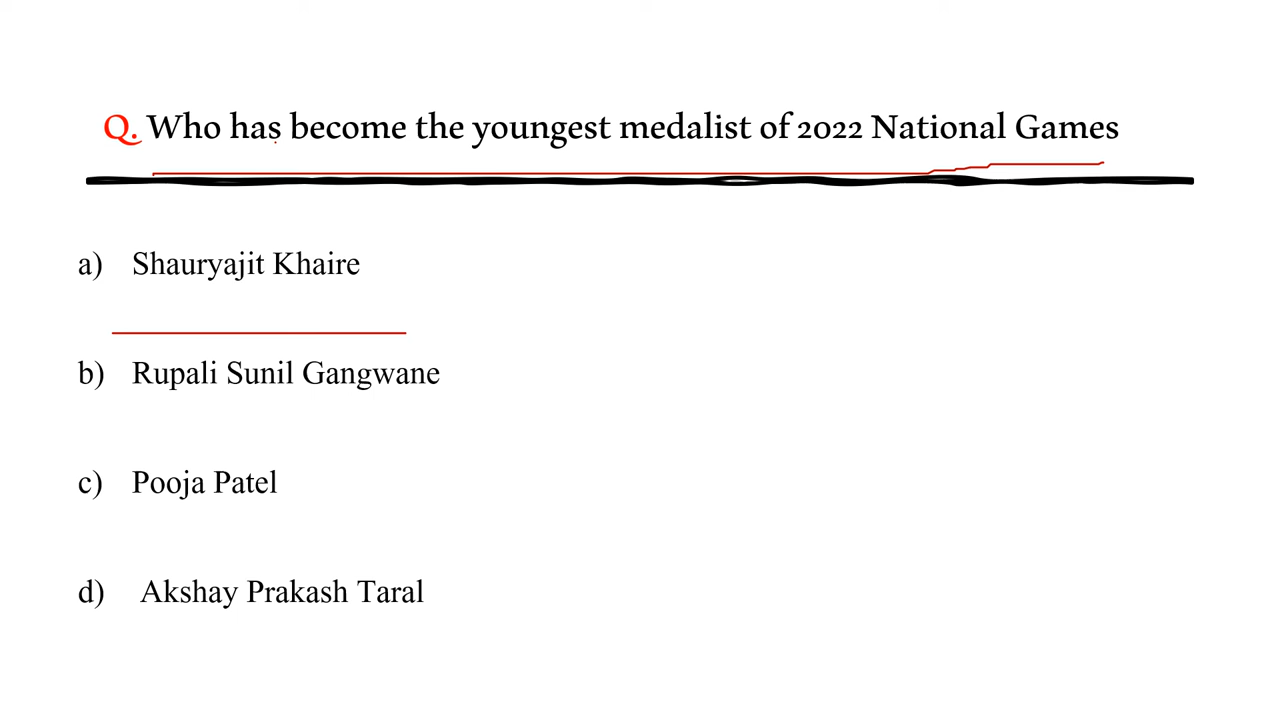 Q. Who has become the youngest medalist of 2022 National Games
a) Shauryajit Khaire
b) Rupali Sunil Gangwane
c) Pooja Patel
d) Akshay Prakash Taral